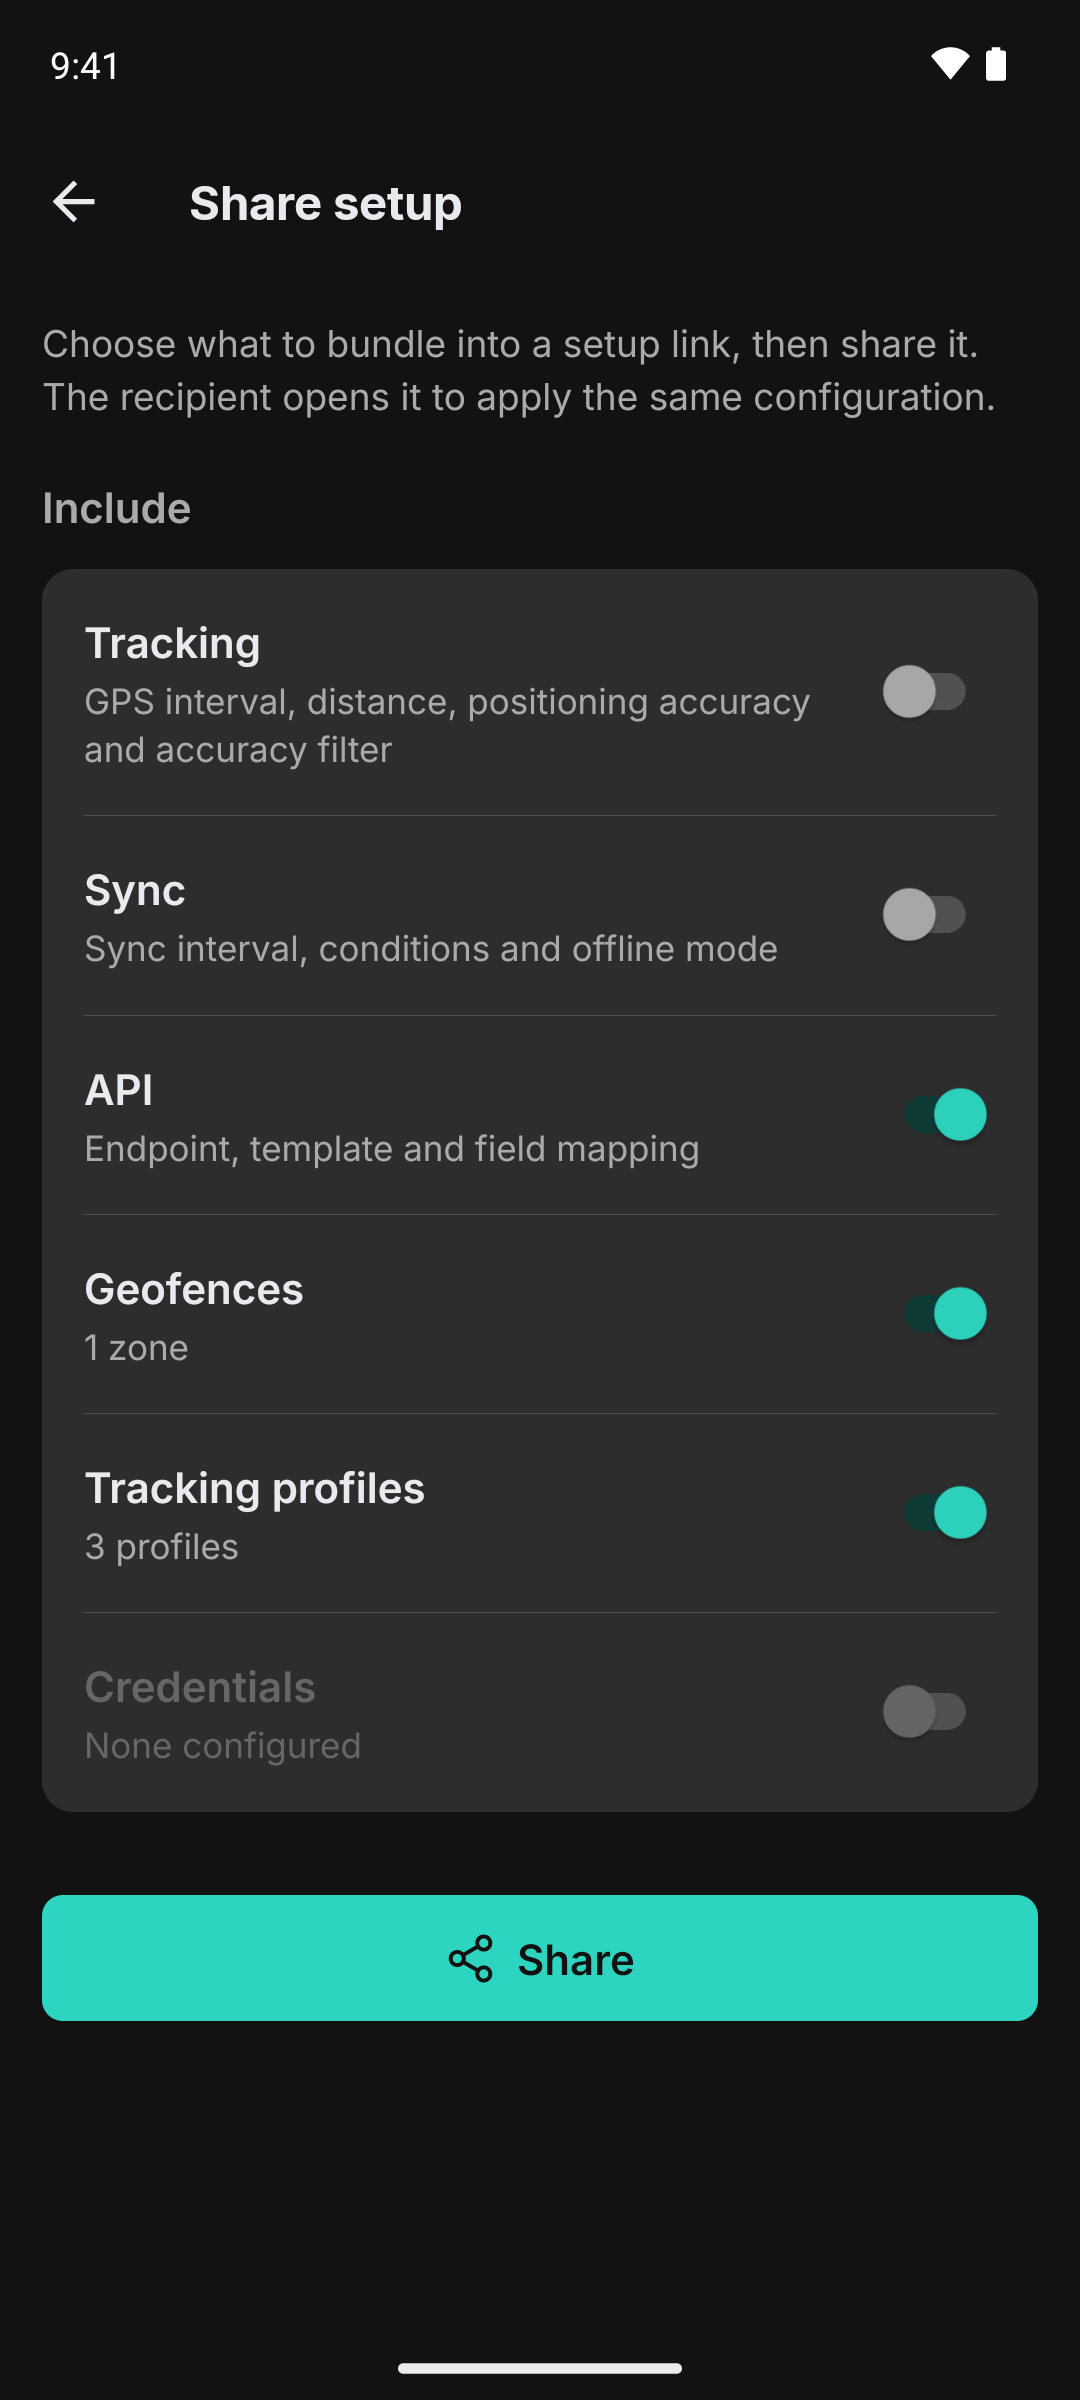 9:41
Share setup
Choose what to bundle into a setup link, then share it.
The recipient opens it to apply the same configuration.
Include
Tracking
GPS interval, distance, positioning accuracy
and accuracy filter
Sync
Sync interval, conditions and offline mode
API
Endpoint, template and field mapping
Geofences
1 zone
Tracking profiles
3 profiles
Credentials
None configured
Share